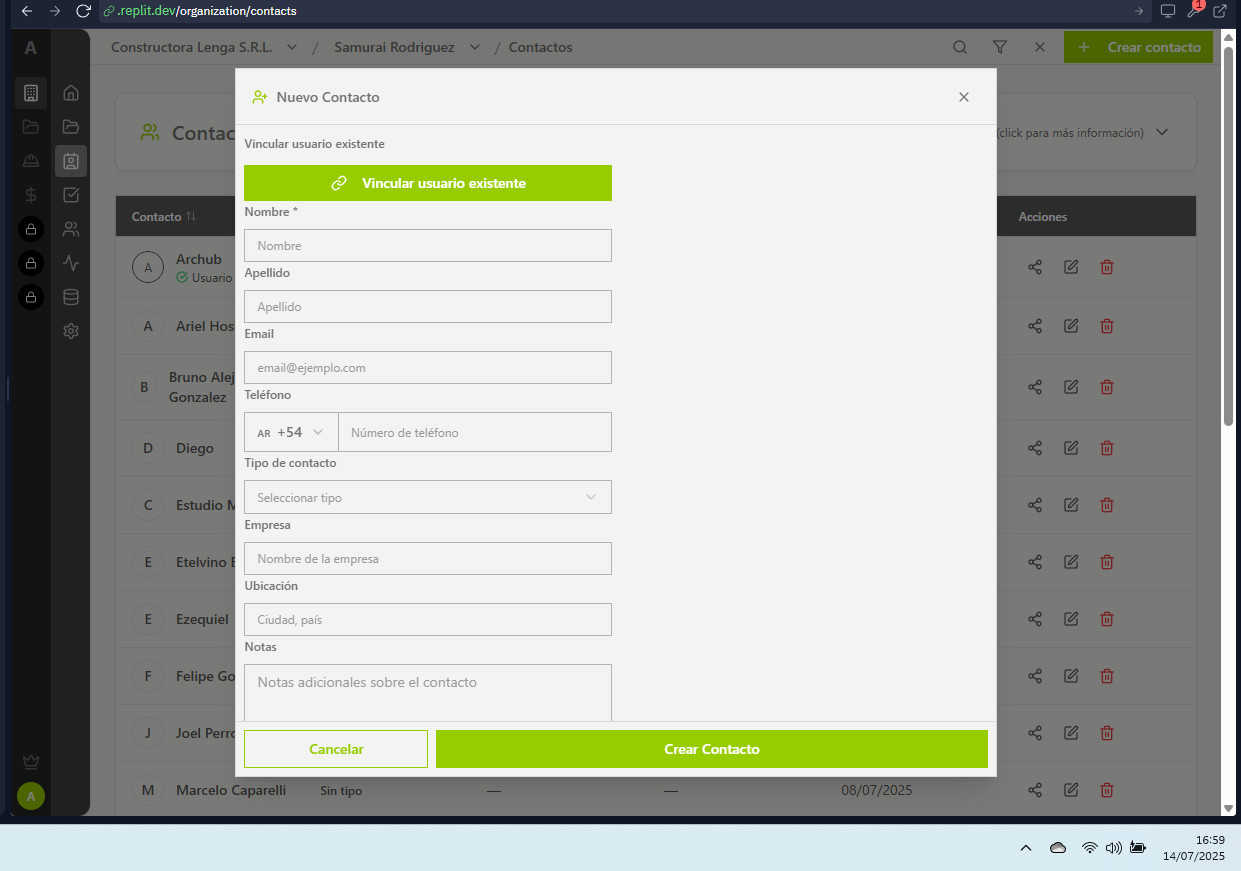 .replit.dev/organization/contacts
1
A
Constructora Lenga S.R.L. / Samurai Rodriguez / Contactos
+ Crear contacto
Nuevo Contacto
Contac
(click para más información)
Vincular usuario existente
Vincular usuario existente
Nombre *
Nombre
Apellido
Apellido
Email
email@ejemplo.com
Teléfono
AR +54
Número de teléfono
Tipo de contacto
Seleccionar tipo
Empresa
Nombre de la empresa
Ubicación
Ciudad, país
Notas
Notas adicionales sobre el contacto
Cancelar
Crear Contacto
Contacto
Acciones
A
Archub
Usuario
A
Ariel Hos
B
Bruno Alej
Gonzalez
D
Diego
C
Estudio M
E
Etelvino
E
Ezequiel
F
Felipe Go
J
Joel Perro
M
Marcelo Caparelli
Sin tipo
—
—
08/07/2025
A
16:59
14/07/2025